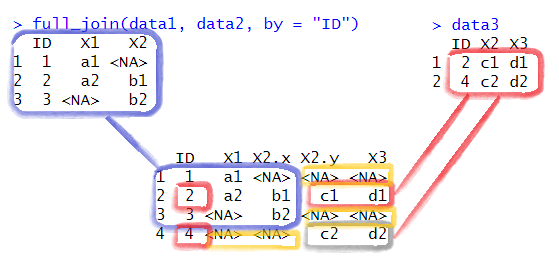 > full_join(data1, data2, by = "ID")
ID X1 X2
1 1 a1 <NA>
2 2 a2 b1
3 3 <NA> b2
> data3
ID X2 X3
1 2 c1 d1
2 4 c2 d2
ID X1 X2.x X2.y X3
1 1 a1 <NA> <NA> <NA>
2 2 a2 b1 c1 d1
3 3 <NA> b2 <NA> <NA>
4 4 <NA> <NA> c2 d2